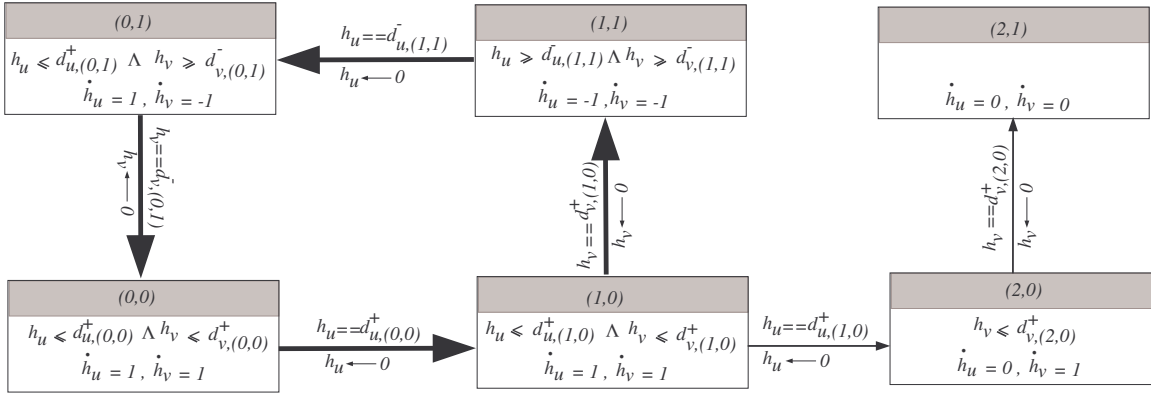 (0,1)
h_u ⩽ d^+_{u,(0,1)} Λ h_v ⩾ d^-_{v,(0,1)}
ḣ_u = 1 , ḣ_v = -1
h_u == d^-_{u,(1,1)}
h_u ← 0
(1,1)
h_u ⩾ d^-_{u,(1,1)} Λ h_v ⩾ d^-_{v,(1,1)}
ḣ_u = -1 , ḣ_v = -1
(2,1)
ḣ_u = 0 , ḣ_v = 0
h_v == d^-_{v,(0,1)}
h_v ← 0
h_v == d^+_{v,(1,0)}
h_v ← 0
h_v == d^+_{v,(2,0)}
h_v ← 0
(0,0)
h_u ⩽ d^+_{u,(0,0)} Λ h_v ⩽ d^+_{v,(0,0)}
ḣ_u = 1 , ḣ_v = 1
h_u == d^+_{u,(0,0)}
h_u ← 0
(1,0)
h_u ⩽ d^+_{u,(1,0)} Λ h_v ⩽ d^+_{v,(1,0)}
ḣ_u = 1 , ḣ_v = 1
h_u == d^+_{u,(1,0)}
h_u ← 0
(2,0)
h_v ⩽ d^+_{v,(2,0)}
ḣ_u = 0 , ḣ_v = 1